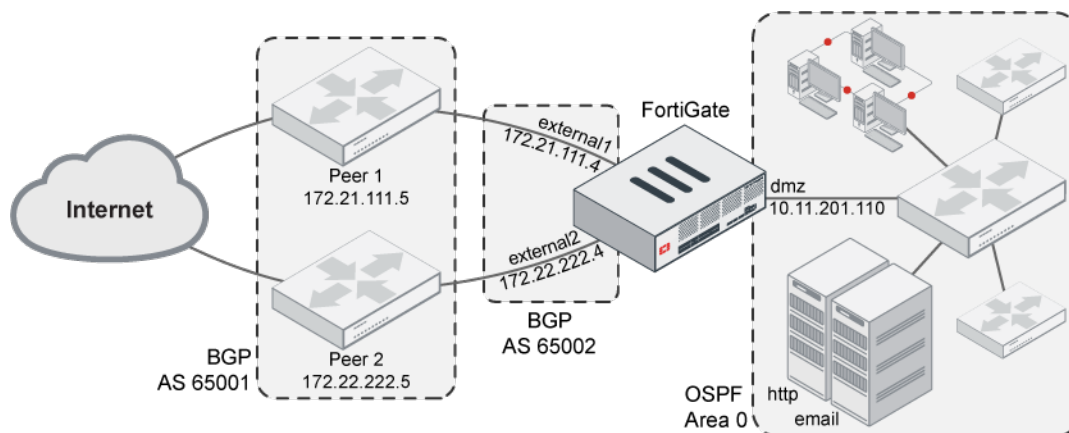 Internet
Peer 1
172.21.111.5
Peer 2
172.22.222.5
BGP
AS 65001
external1
172.21.111.4
external2
172.22.222.4
BGP
AS 65002
FortiGate
dmz
10.11.201.110
OSPF
Area 0
http
email